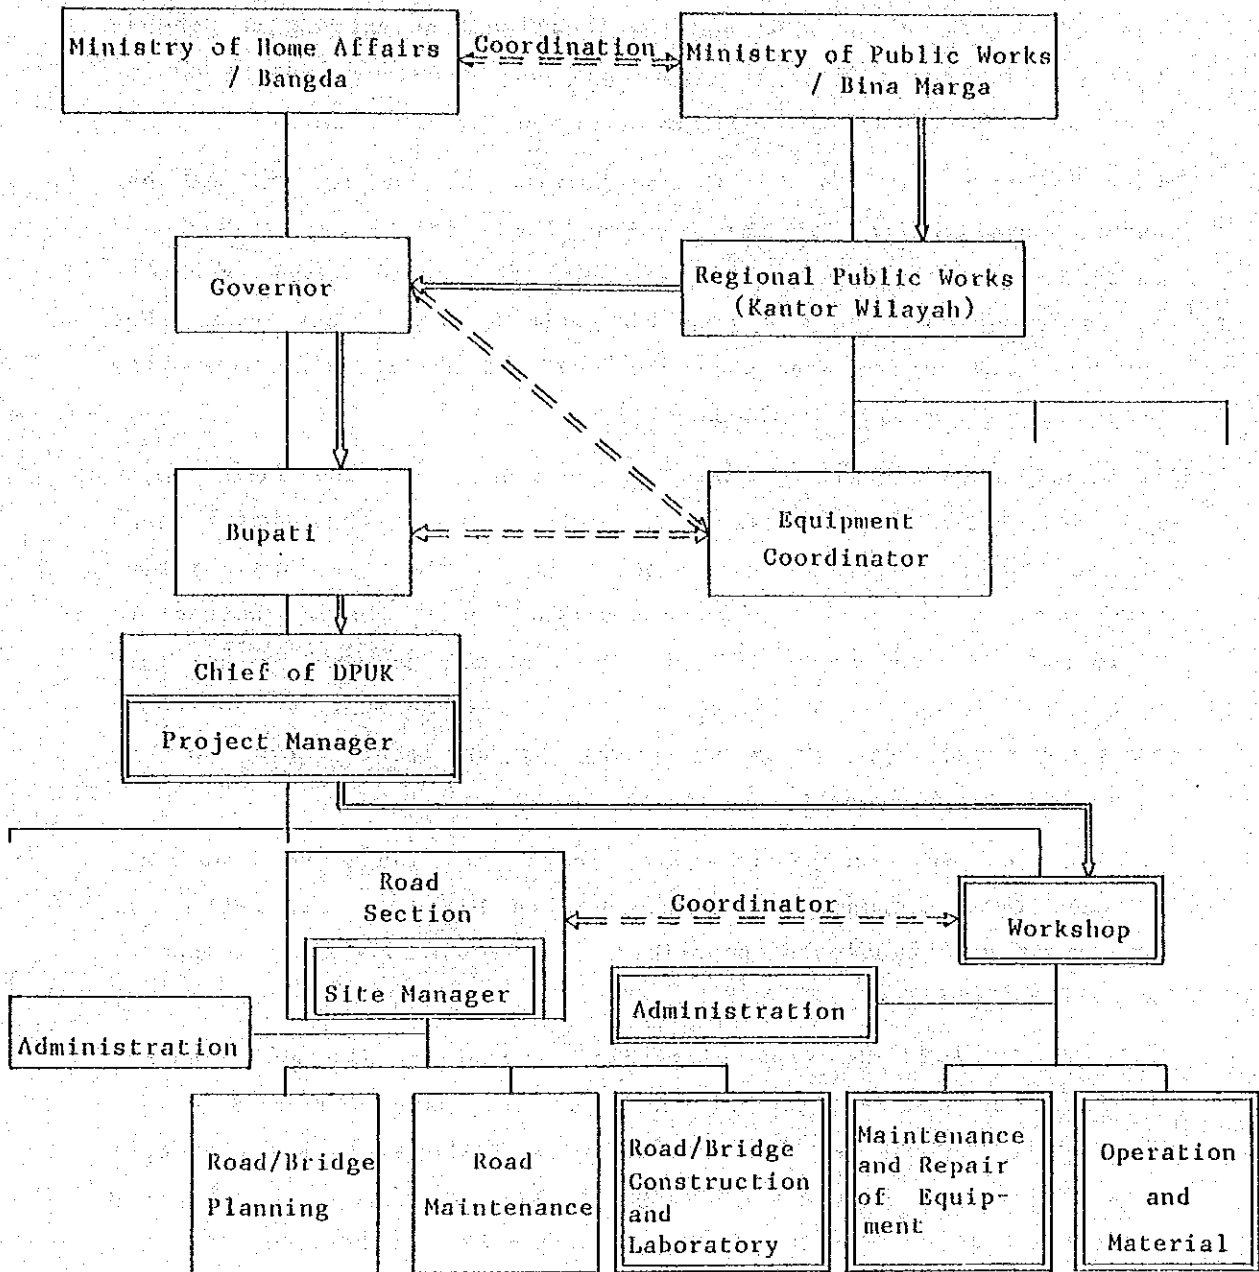 Ministry of Home Affairs
/ Bangda
Coordination
Ministry of Public Works
/ Bina Marga
Governor
Regional Public Works
(Kantor Wilayah)
Bupati
Equipment
Coordinator
Chief of DPUK
Project Manager
Road
Section
Site Manager
Coordinator
Workshop
Administration
Administration
Road/Bridge
Planning
Road
Maintenance
Road/Bridge
Construction
and
Laboratory
Maintenance
and Repair
of Equip-
ment
Operation
and
Material